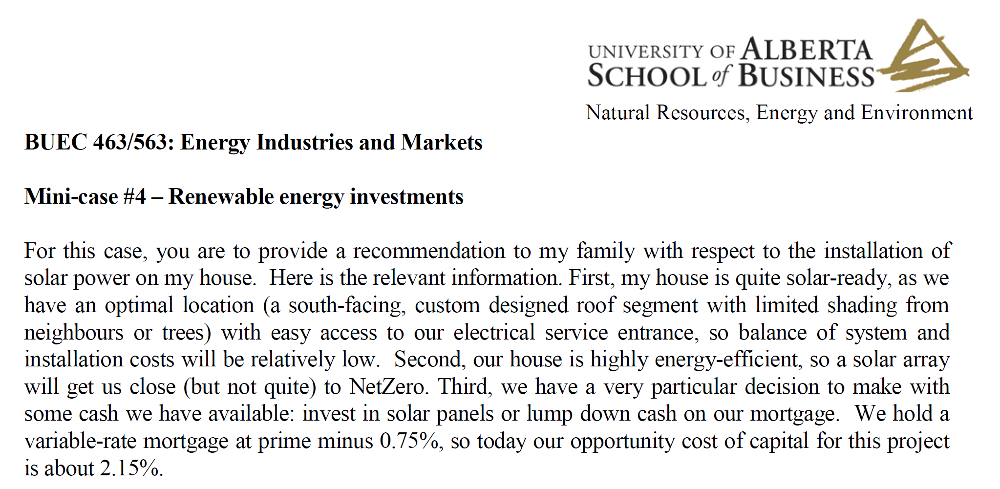 UNIVERSITY OF ALBERTA
SCHOOL of BUSINESS
Natural Resources, Energy and Environment
BUEC 463/563: Energy Industries and Markets
Mini-case #4 – Renewable energy investments
For this case, you are to provide a recommendation to my family with respect to the installation of
solar power on my house.  Here is the relevant information. First, my house is quite solar-ready, as we
have an optimal location (a south-facing, custom designed roof segment with limited shading from
neighbours or trees) with easy access to our electrical service entrance, so balance of system and
installation costs will be relatively low.  Second, our house is highly energy-efficient, so a solar array
will get us close (but not quite) to NetZero. Third, we have a very particular decision to make with
some cash we have available: invest in solar panels or lump down cash on our mortgage.  We hold a
variable-rate mortgage at prime minus 0.75%, so today our opportunity cost of capital for this project
is about 2.15%.